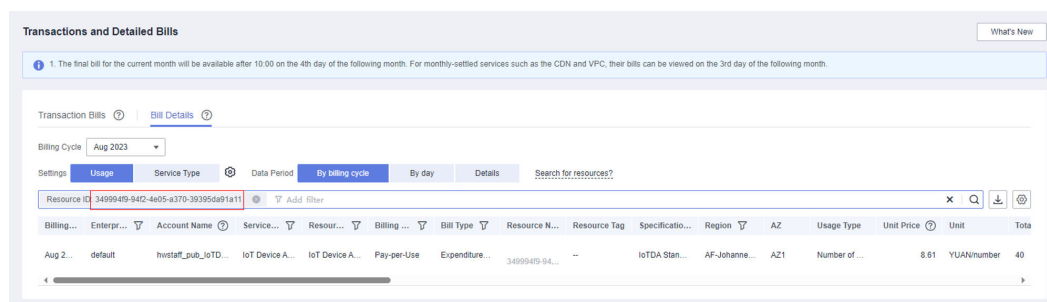 Transactions and Detailed Bills
What's New
1. The final bill for the current month will be available after 10:00 on the 4th day of the following month. For monthly-settled services such as the CDN and VPC, their bills can be viewed on the 3rd day of the following month.
Transaction Bills Bill Details
Billing Cycle Aug 2023
Settings Usage Service Type Data Period By billing cycle By day Details Search for resources?
Resource ID: 349994f9-94f2-4e05-a370-39395da91a11 Add filter
Billing... Enterpr... Account Name Service... Resour... Billing ... Bill Type Resource N... Resource Tag Specificatio... Region AZ Usage Type Unit Price Unit Tota
Aug 2... default hwstaff_pub_IoTD... IoT Device A... IoT Device A... Pay-per-Use Expenditure... 349994f9-94... -- IoTDA Stan... AF-Johanne... AZ1 Number of ... 8.61 YUAN/number 40